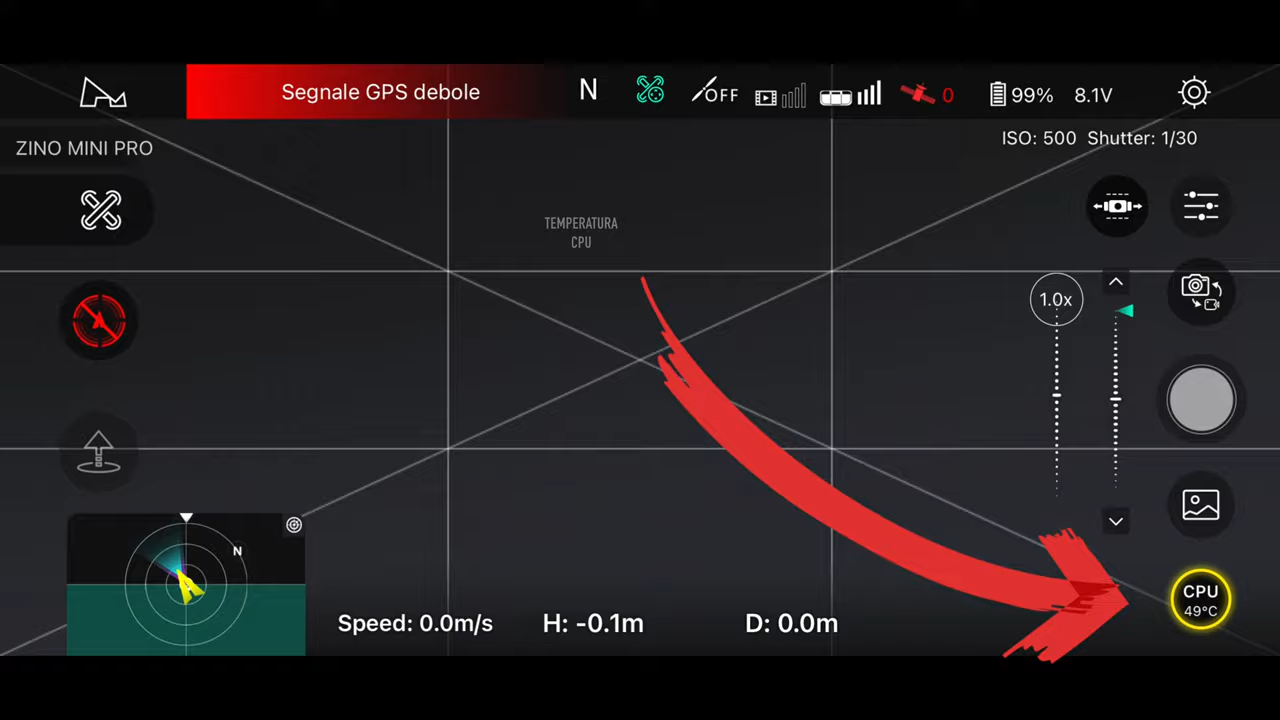 Segnale GPS debole
N
OFF
0
99%
8.1V
ISO: 500 Shutter: 1/30
ZINO MINI PRO
TEMPERATURA
CPU
1.0x
N
CPU
49°C
Speed: 0.0m/s
H: -0.1m
D: 0.0m